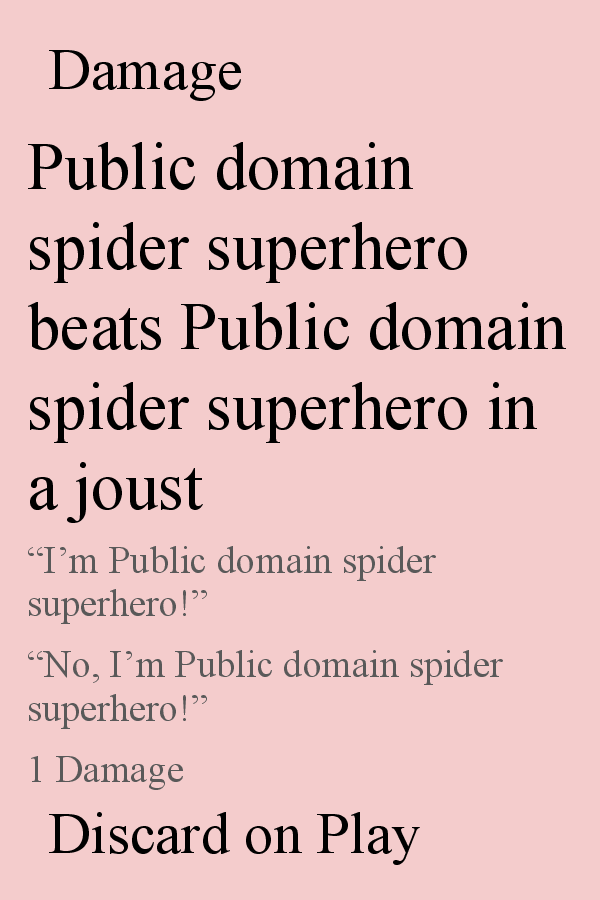 Damage
Public domain
spider superhero
beats Public domain
spider superhero in
a joust
“I’m Public domain spider
superhero!”
“No, I’m Public domain spider
superhero!”
1 Damage
Discard on Play